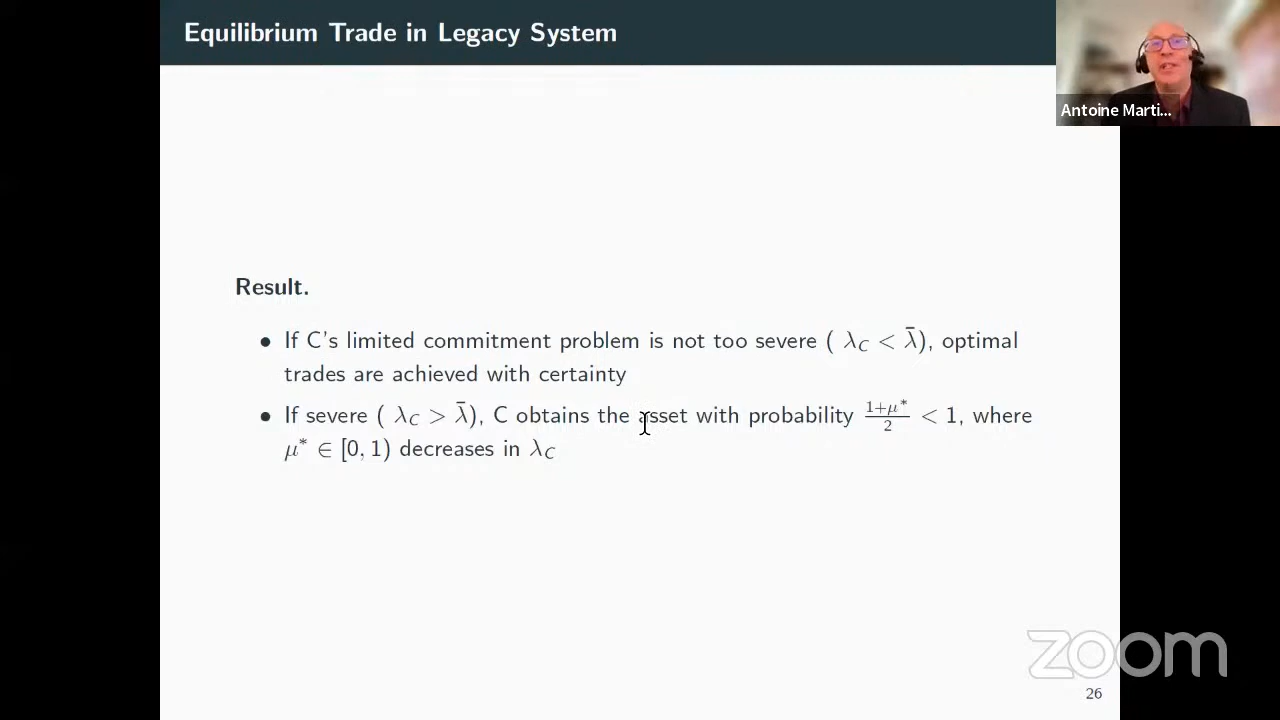 Equilibrium Trade in Legacy System
Antoine Marti...
Result.
• If C's limited commitment problem is not too severe ( λ_C < λ̄), optimal
trades are achieved with certainty
• If severe ( λ_C > λ̄), C obtains the asset with probability (1+μ*)/2 < 1, where
μ* ∈ [0, 1) decreases in λ_C
zoom
26